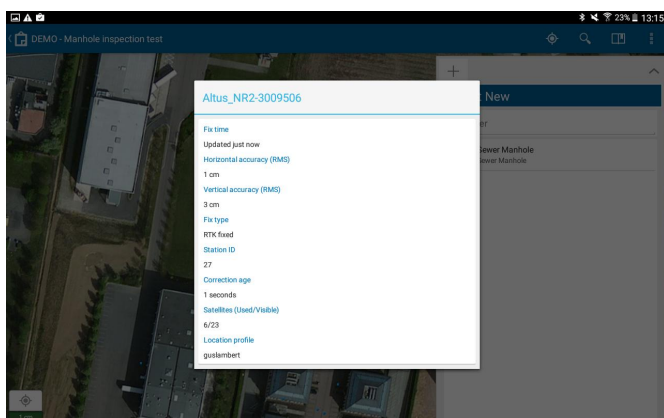 23% 13:15
DEMO - Manhole inspection test
New
Altus_NR2-3009506
Fix time
Updated just now
Horizontal accuracy (RMS)
1 cm
Vertical accuracy (RMS)
3 cm
Fix type
RTK fixed
Station ID
27
Correction age
1 seconds
Satellites (Used/Visible)
6/23
Location profile
guslambert
er
Sewer Manhole
Sewer Manhole